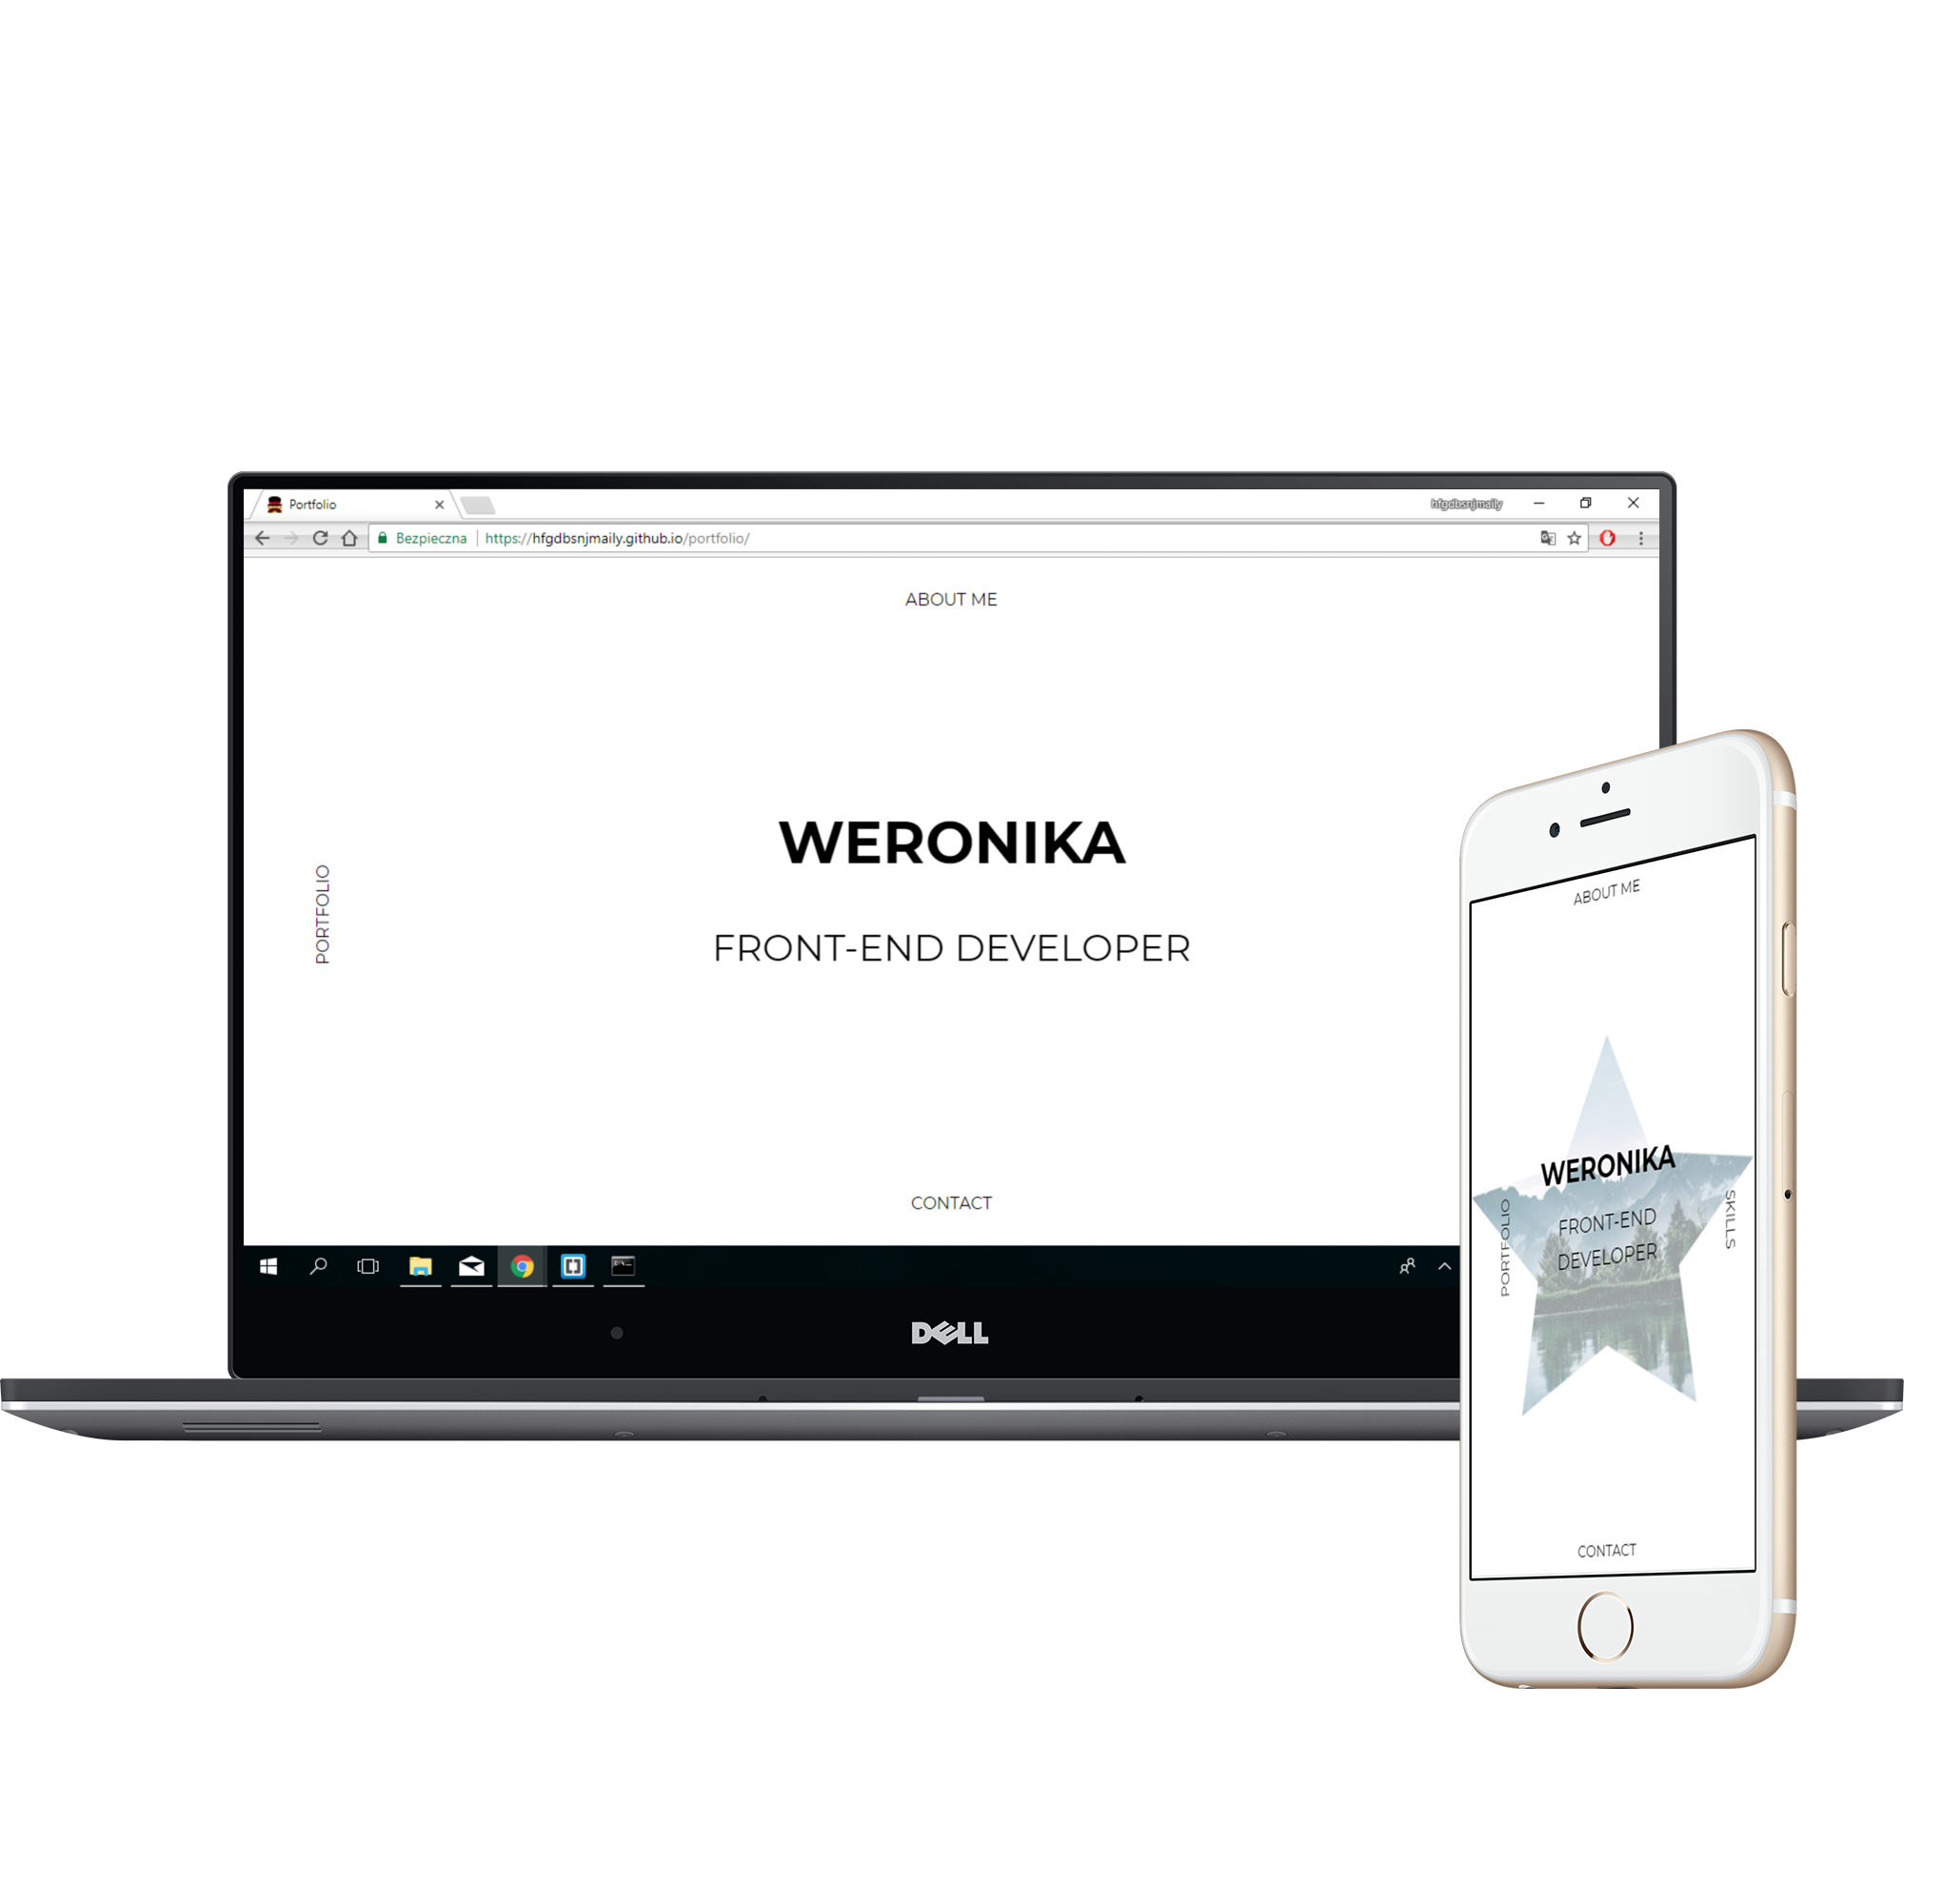 Portfolio
hfgdbsnjmaily
Bezpieczna
https://hfgdbsnjmaily.github.io/portfolio/
ABOUT ME
WERONIKA
PORTFOLIO
FRONT-END DEVELOPER
CONTACT
DELL
ABOUT ME
WERONIKA
PORTFOLIO
SKILLS
FRONT-END
DEVELOPER
CONTACT